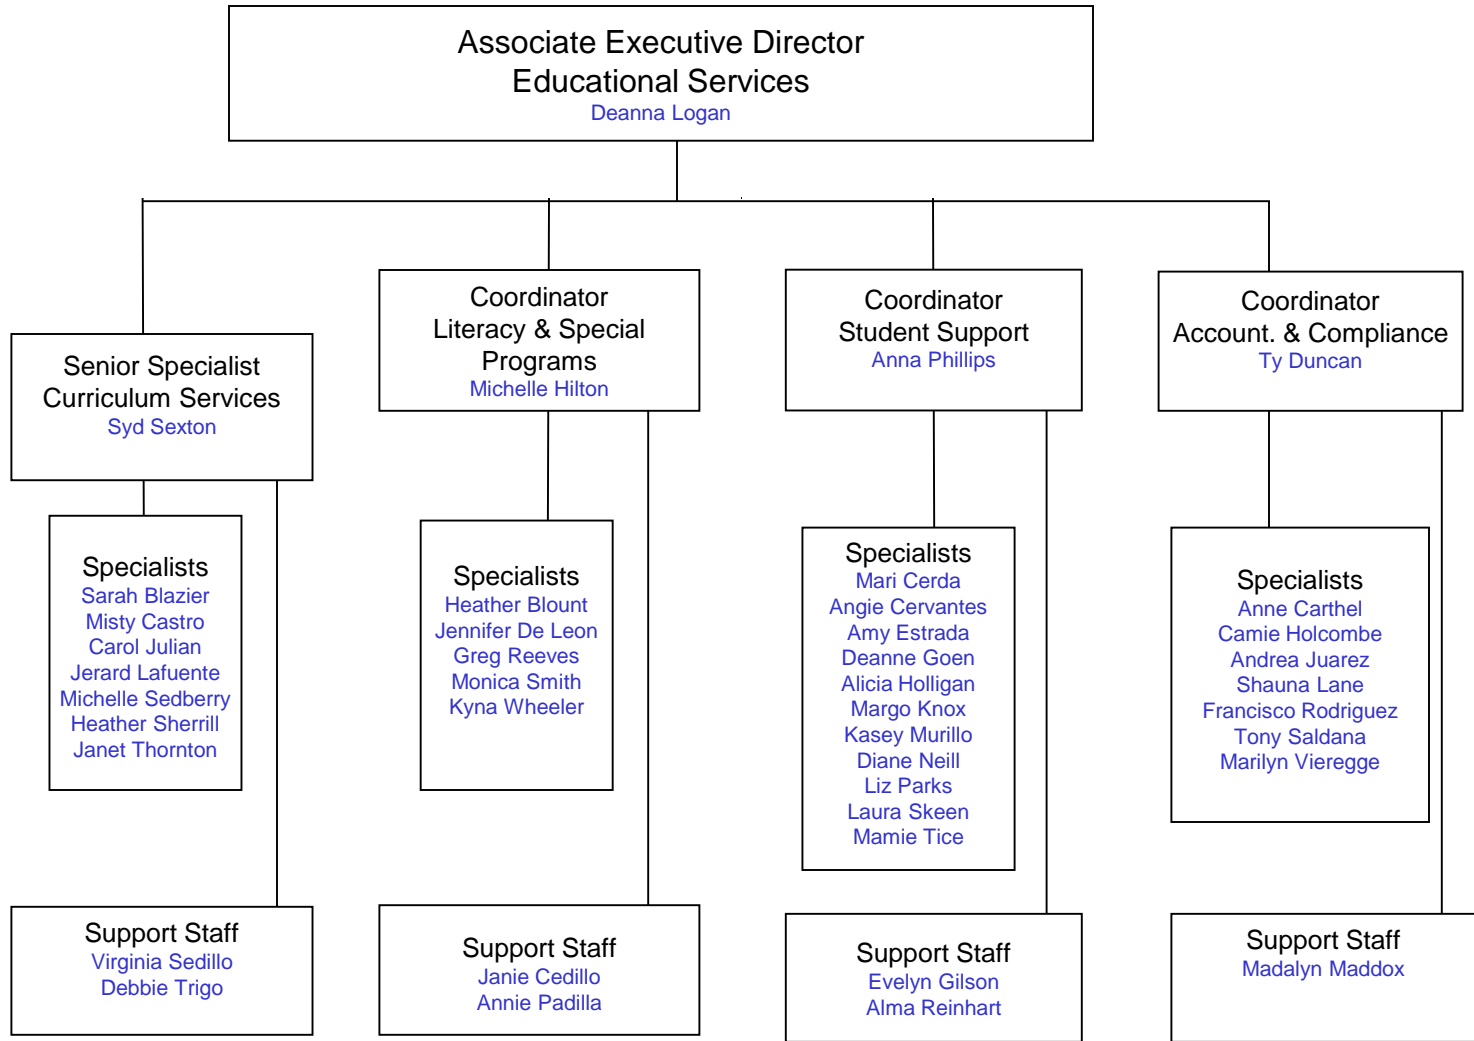 Associate Executive Director
Educational Services
Deanna Logan
Senior Specialist
Curriculum Services
Syd Sexton
Coordinator
Literacy & Special
Programs
Michelle Hilton
Coordinator
Student Support
Anna Phillips
Coordinator
Account. & Compliance
Ty Duncan
Specialists
Sarah Blazier
Misty Castro
Carol Julian
Jerard Lafuente
Michelle Sedberry
Heather Sherrill
Janet Thornton
Specialists
Heather Blount
Jennifer De Leon
Greg Reeves
Monica Smith
Kyna Wheeler
Specialists
Mari Cerda
Angie Cervantes
Amy Estrada
Deanne Goen
Alicia Holligan
Margo Knox
Kasey Murillo
Diane Neill
Liz Parks
Laura Skeen
Mamie Tice
Specialists
Anne Carthel
Camie Holcombe
Andrea Juarez
Shauna Lane
Francisco Rodriguez
Tony Saldana
Marilyn Vieregge
Support Staff
Virginia Sedillo
Debbie Trigo
Support Staff
Janie Cedillo
Annie Padilla
Support Staff
Evelyn Gilson
Alma Reinhart
Support Staff
Madalyn Maddox